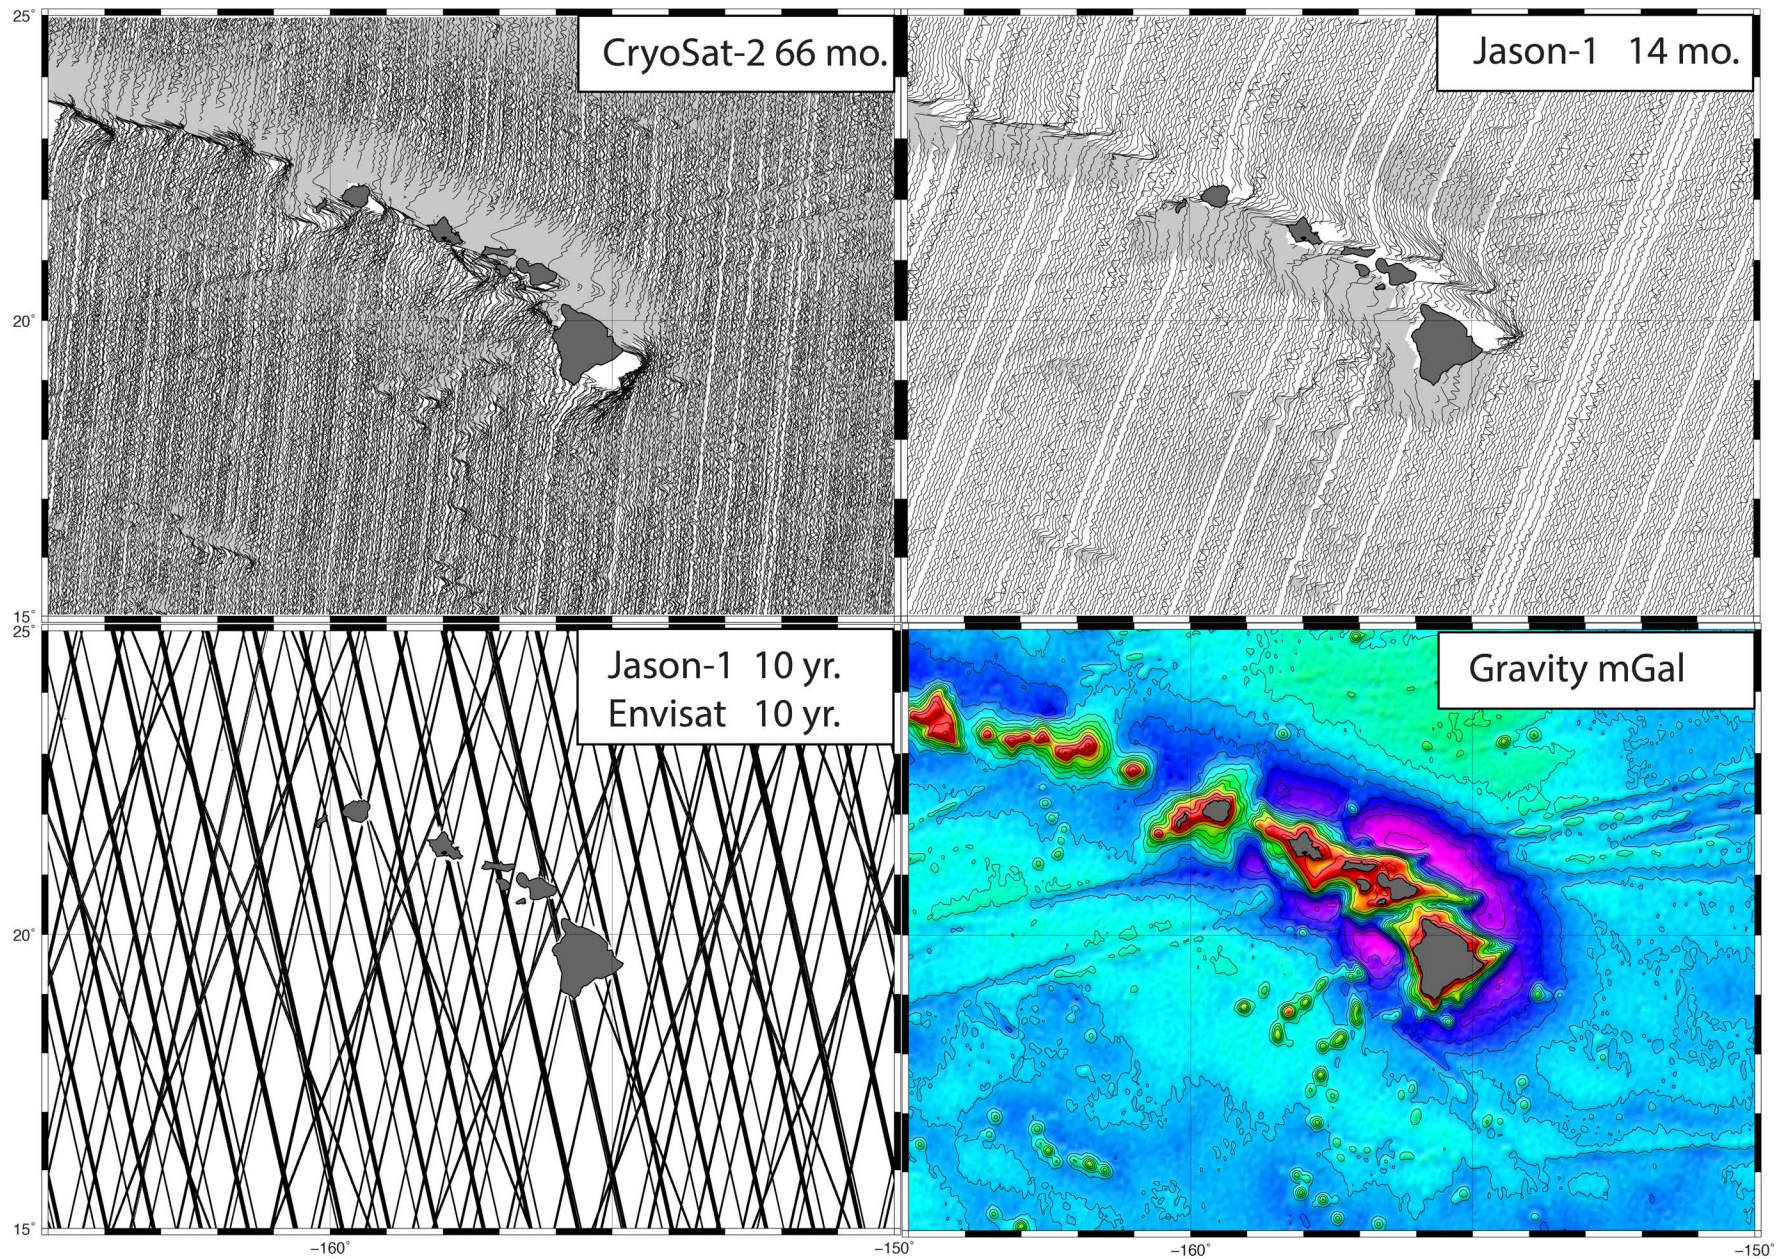 25°
CryoSat-2 66 mo.
Jason-1 14 mo.
20°
15°
25°
Jason-1 10 yr.
Envisat 10 yr.
Gravity mGal
20°
15°
-160°
-150°
-160°
-150°